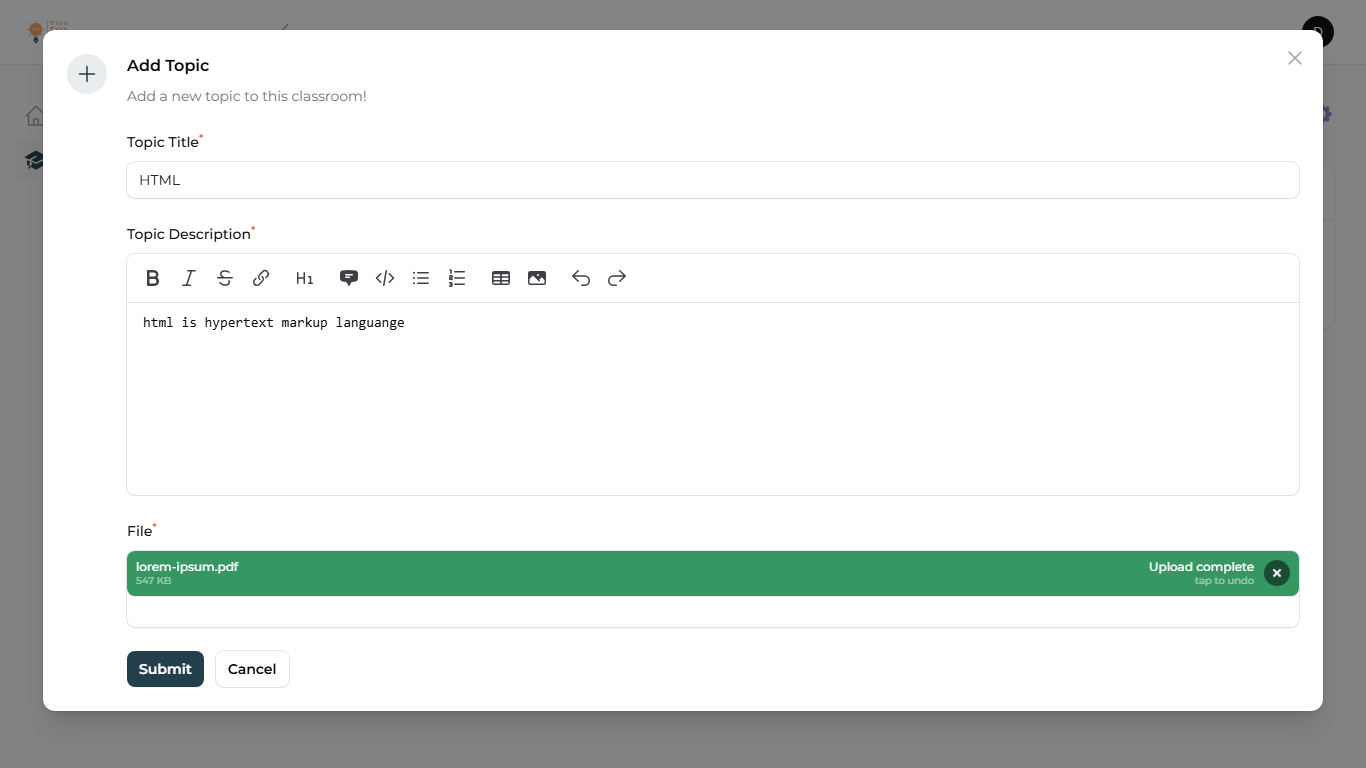 Add Topic
Add a new topic to this classroom!
Topic Title*
HTML
Topic Description*
H1
html is hypertext markup languange
File*
lorem-ipsum.pdf
547 KB
Upload complete
tap to undo
Submit
Cancel